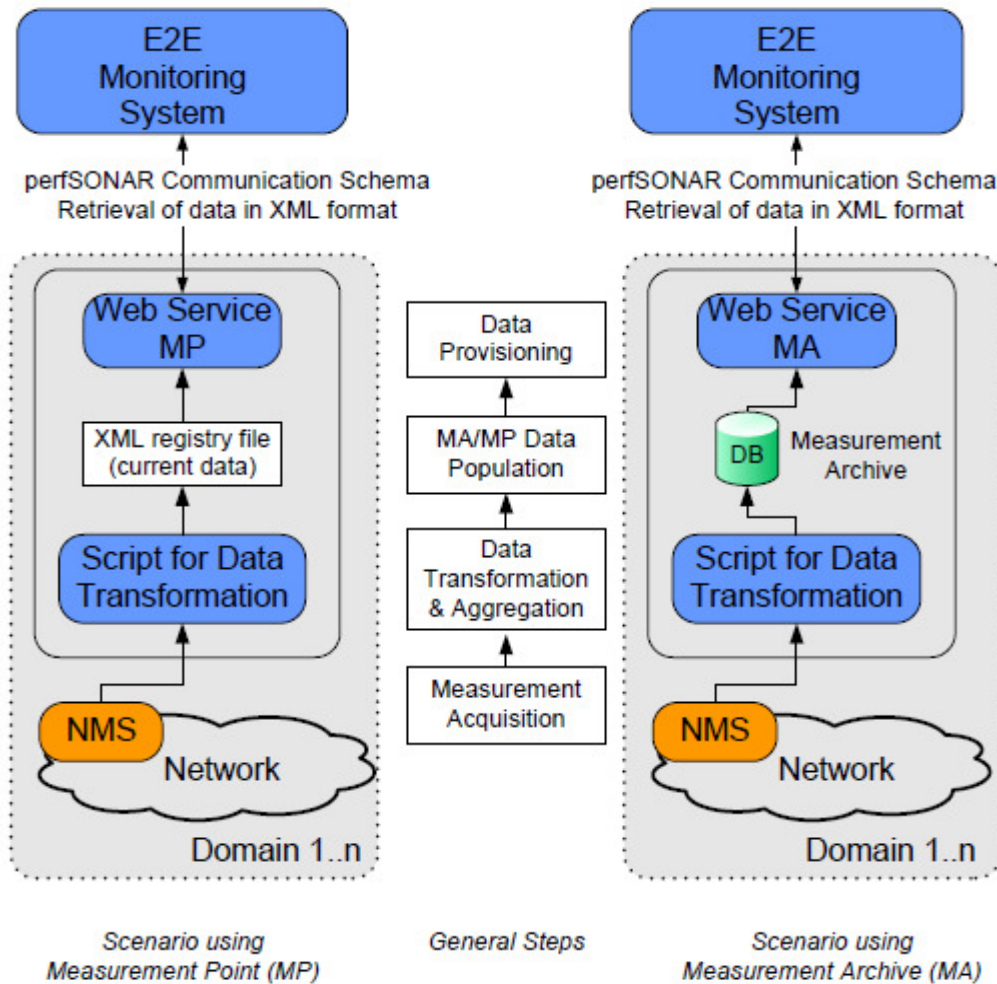 E2E
Monitoring
System
perfSONAR Communication Schema
Retrieval of data in XML format
Web Service
MP
XML registry file
(current data)
Script for Data
Transformation
NMS
Network
Domain 1..n
Scenario using
Measurement Point (MP)
Data
Provisioning
MA/MP Data
Population
Data
Transformation
& Aggregation
Measurement
Acquisition
General Steps
E2E
Monitoring
System
perfSONAR Communication Schema
Retrieval of data in XML format
Web Service
MA
DB
Measurement
Archive
Script for Data
Transformation
NMS
Network
Domain 1..n
Scenario using
Measurement Archive (MA)